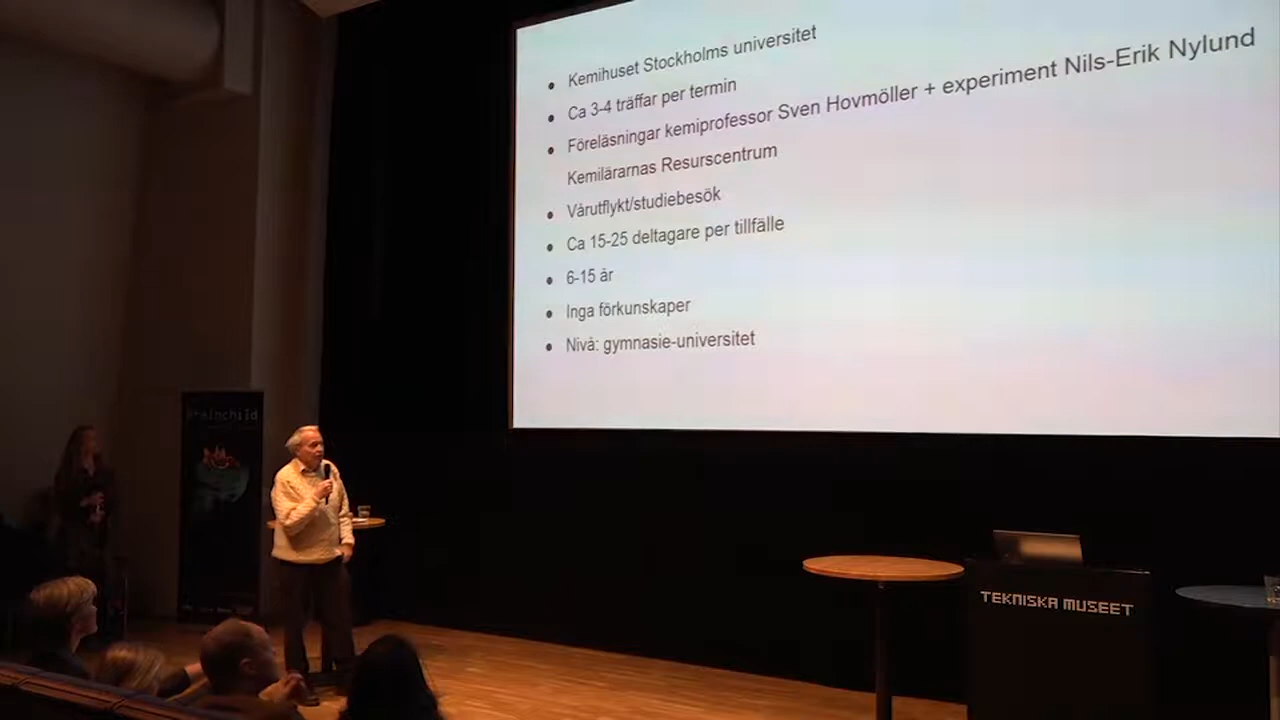 Kemihuset Stockholms universitet
Ca 3-4 träffar per termin
Föreläsningar kemiprofessor Sven Hovmöller + experiment Nils-Erik Nylund
Kemilärarnas Resurscentrum
Vårutflykt/studiebesök
Ca 15-25 deltagare per tillfälle
6-15 år
Inga förkunskaper
Nivå: gymnasie-universitet
TEKNISKA MUSEET